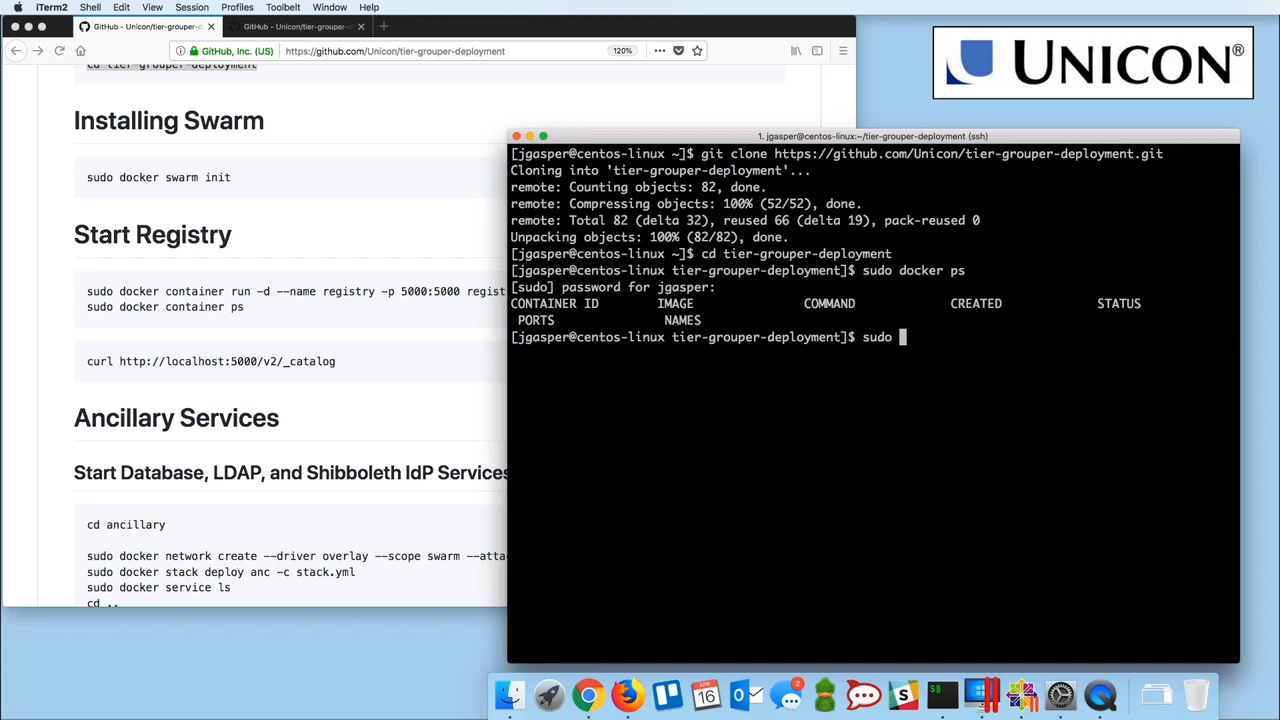 iTerm2 Shell Edit View Session Profiles Toolbelt Window Help
GitHub - Unicon/tier-grouper-d
GitHub - Unicon/tier-grouper-d
GitHub, Inc. (US) https://github.com/Unicon/tier-grouper-deployment 120%
cd tier-grouper-deployment
Installing Swarm
sudo docker swarm init
Start Registry
sudo docker container run -d --name registry -p 5000:5000 regist
sudo docker container ps
curl http://localhost:5000/v2/_catalog
Ancillary Services
Start Database, LDAP, and Shibboleth IdP Services
cd ancillary
sudo docker network create --driver overlay --scope swarm --attac
sudo docker stack deploy anc -c stack.yml
sudo docker service ls
cd ..
UNICON®
1. jgasper@centos-linux:~/tier-grouper-deployment (ssh)
[jgasper@centos-linux ~]$ git clone https://github.com/Unicon/tier-grouper-deployment.git
Cloning into 'tier-grouper-deployment'...
remote: Counting objects: 82, done.
remote: Compressing objects: 100% (52/52), done.
remote: Total 82 (delta 32), reused 66 (delta 19), pack-reused 0
Unpacking objects: 100% (82/82), done.
[jgasper@centos-linux ~]$ cd tier-grouper-deployment
[jgasper@centos-linux tier-grouper-deployment]$ sudo docker ps
[sudo] password for jgasper:
CONTAINER ID IMAGE COMMAND CREATED STATUS
PORTS NAMES
[jgasper@centos-linux tier-grouper-deployment]$ sudo
APR
16
2